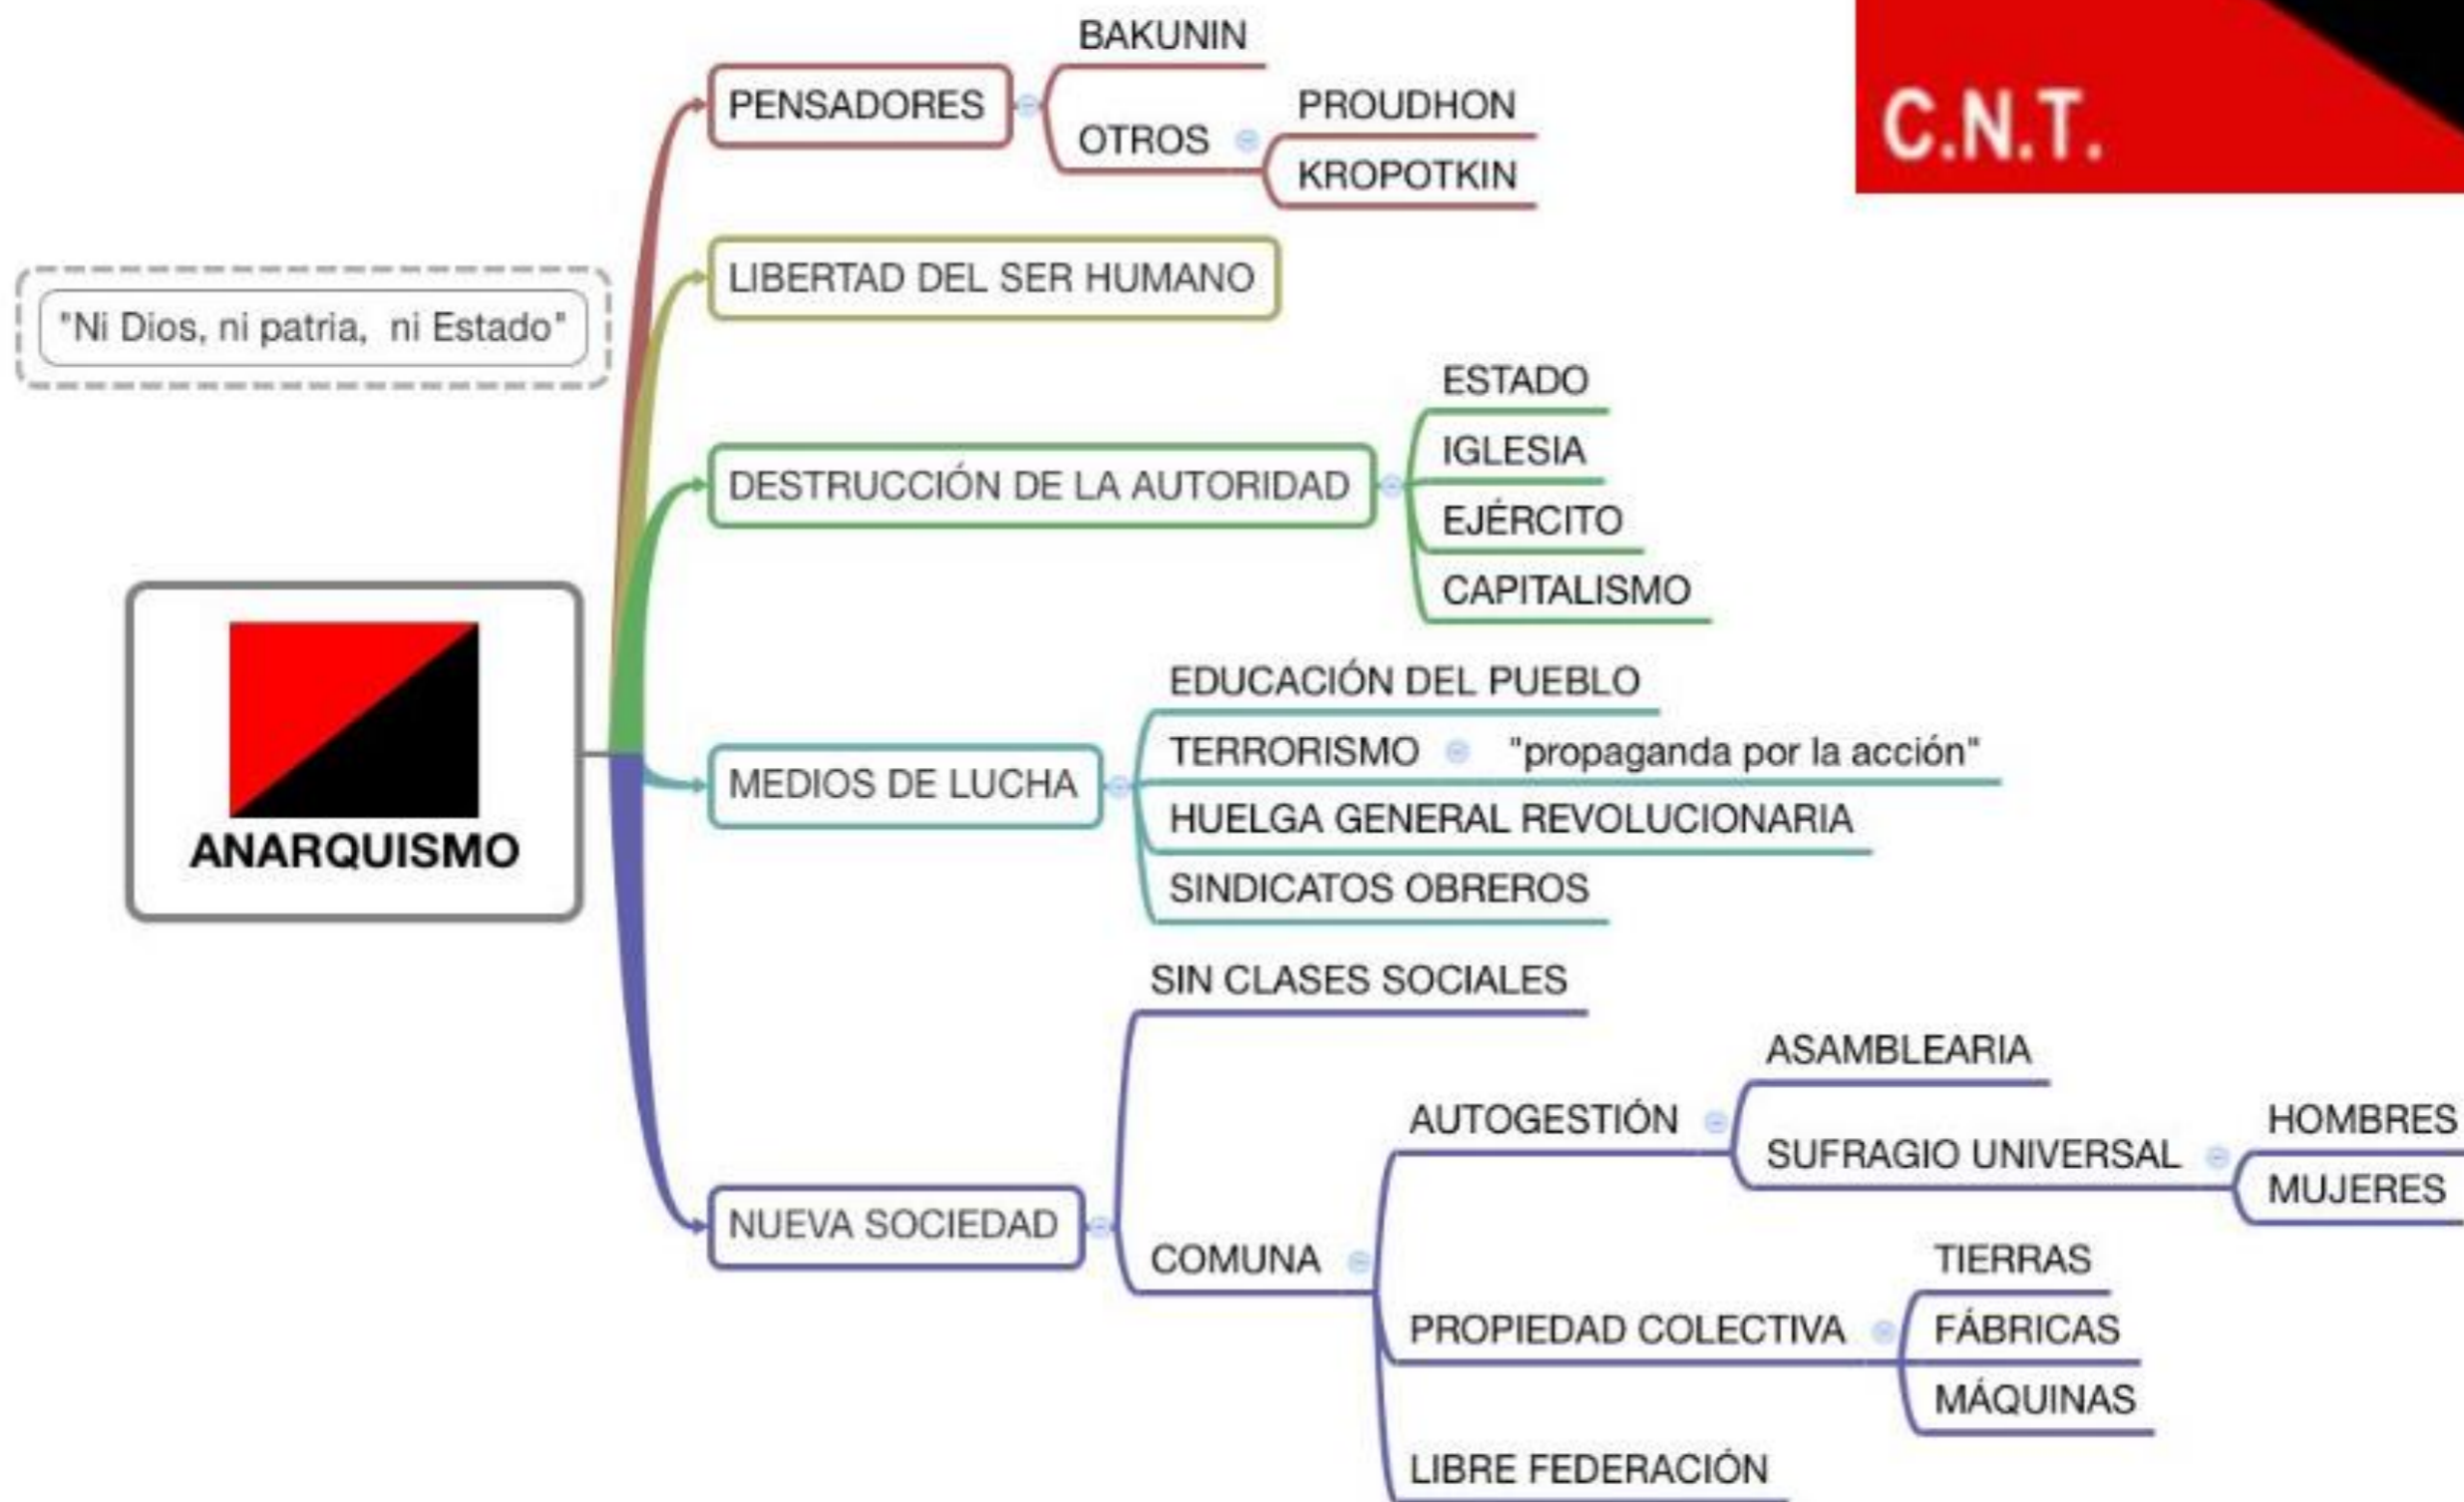 BAKUNIN
PENSADORES
OTROS
PROUDHON
KROPOTKIN
C.N.T.
LIBERTAD DEL SER HUMANO
"Ni Dios, ni patria, ni Estado"
DESTRUCCIÓN DE LA AUTORIDAD
ESTADO
IGLESIA
EJÉRCITO
CAPITALISMO
ANARQUISMO
MEDIOS DE LUCHA
EDUCACIÓN DEL PUEBLO
TERRORISMO "propaganda por la acción"
HUELGA GENERAL REVOLUCIONARIA
SINDICATOS OBREROS
NUEVA SOCIEDAD
SIN CLASES SOCIALES
COMUNA
AUTOGESTIÓN
ASAMBLEARIA
SUFRAGIO UNIVERSAL
HOMBRES
MUJERES
PROPIEDAD COLECTIVA
TIERRAS
FÁBRICAS
MÁQUINAS
LIBRE FEDERACIÓN